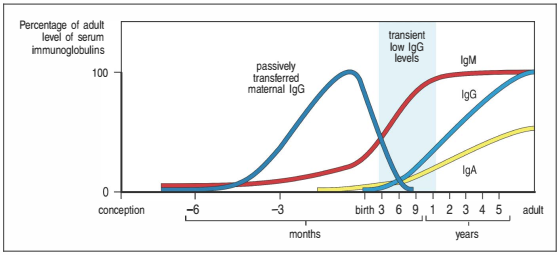 Percentage of adult
level of serum
immunoglobulins
transient
low IgG
levels
passively
transferred
maternal IgG
IgM
IgG
IgA
100
0
conception –6 –3 birth 3 6 9 1 2 3 4 5 adult
months years